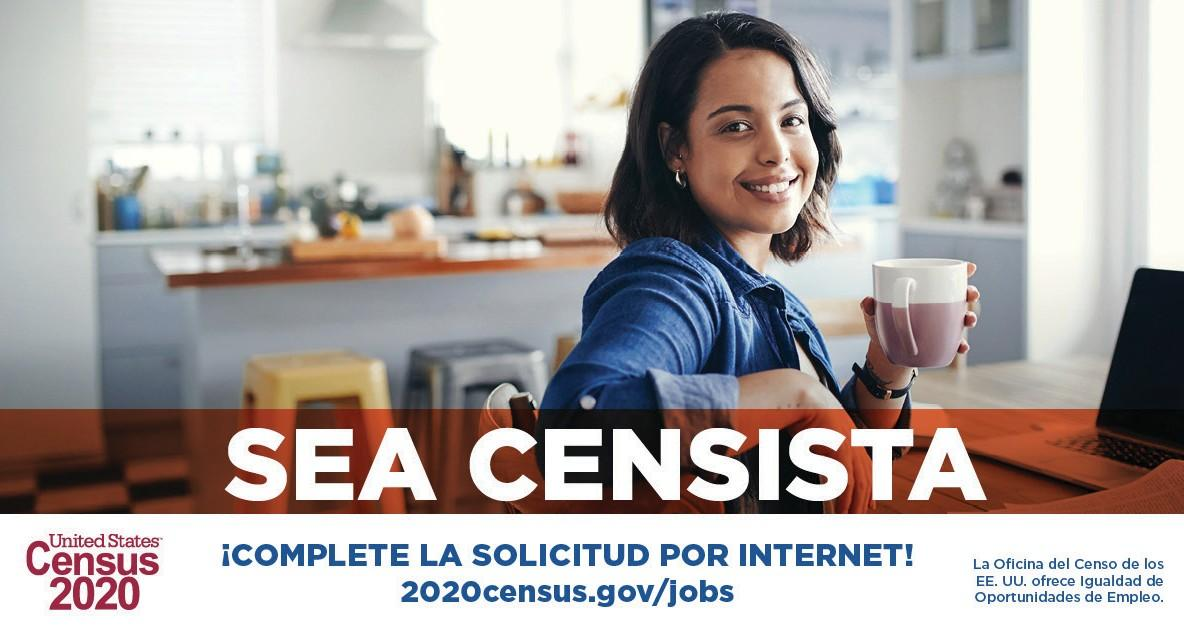 SEA CENSISTA
United States™
Census
2020
¡COMPLETE LA SOLICITUD POR INTERNET!
2020census.gov/jobs
La Oficina del Censo de los
EE. UU. ofrece Igualdad de
Oportunidades de Empleo.